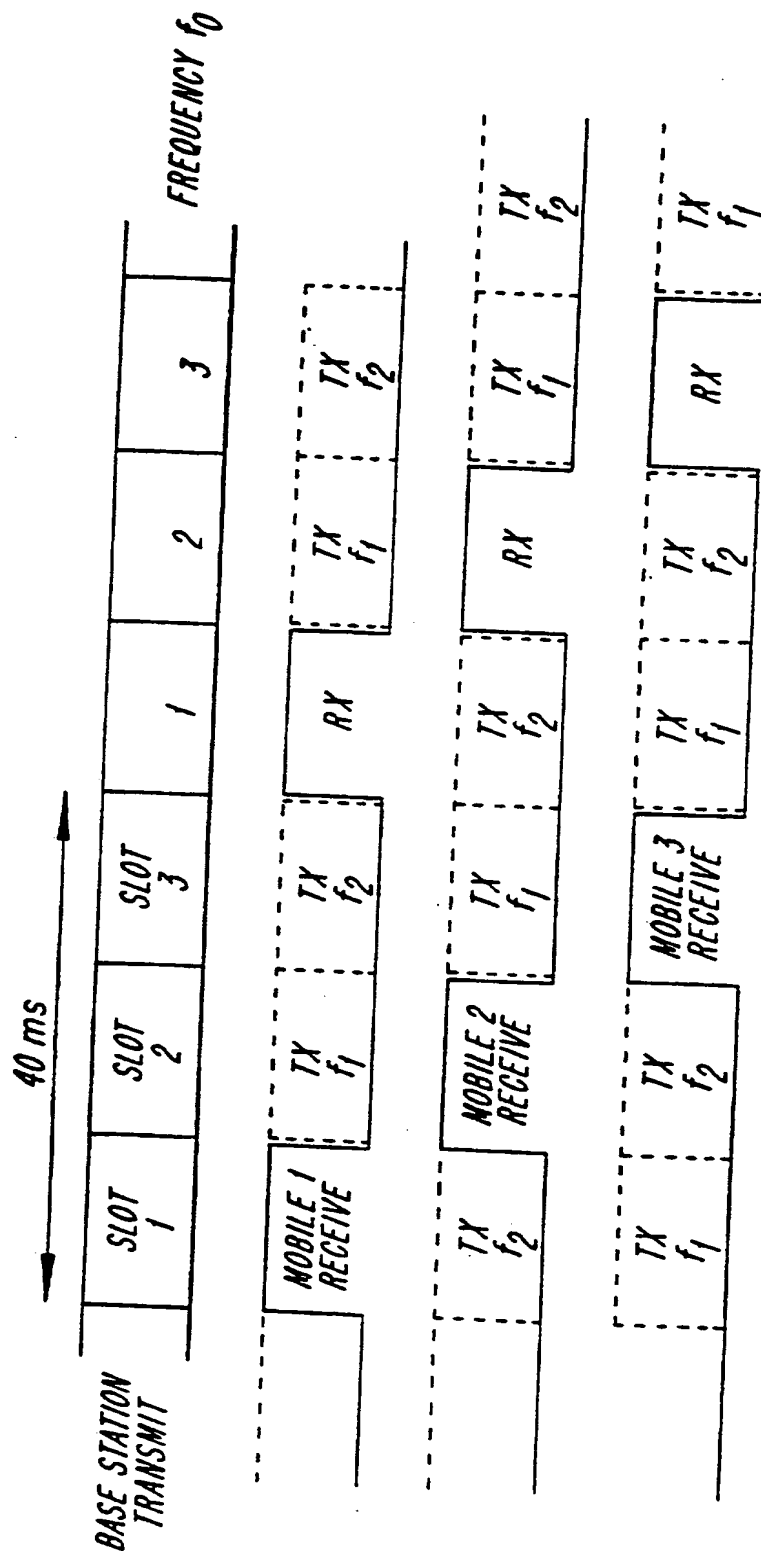 40 ms
BASE STATION
TRANSMIT
SLOT
1
SLOT
2
SLOT
3
1
2
3
FREQUENCY f0
MOBILE 1
RECEIVE
TX
f1
TX
f2
RX
TX
f1
TX
f2
TX
f2
MOBILE 2
RECEIVE
TX
f1
TX
f2
RX
TX
f1
TX
f2
TX
f1
TX
f2
MOBILE 3
RECEIVE
TX
f1
TX
f2
RX
TX
f1